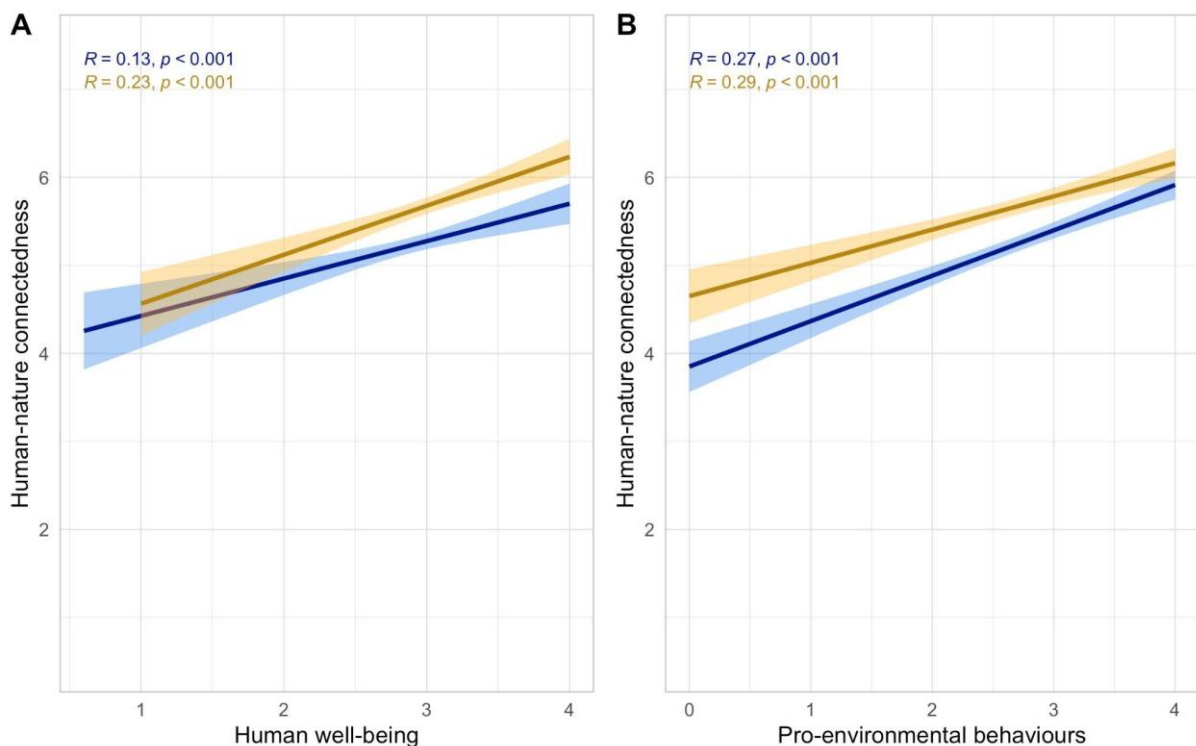 A
R = 0.13, p < 0.001
R = 0.23, p < 0.001
Human-nature connectedness
6
4
2
1 2 3 4
Human well-being
B
R = 0.27, p < 0.001
R = 0.29, p < 0.001
Human-nature connectedness
6
4
2
0 1 2 3 4
Pro-environmental behaviours